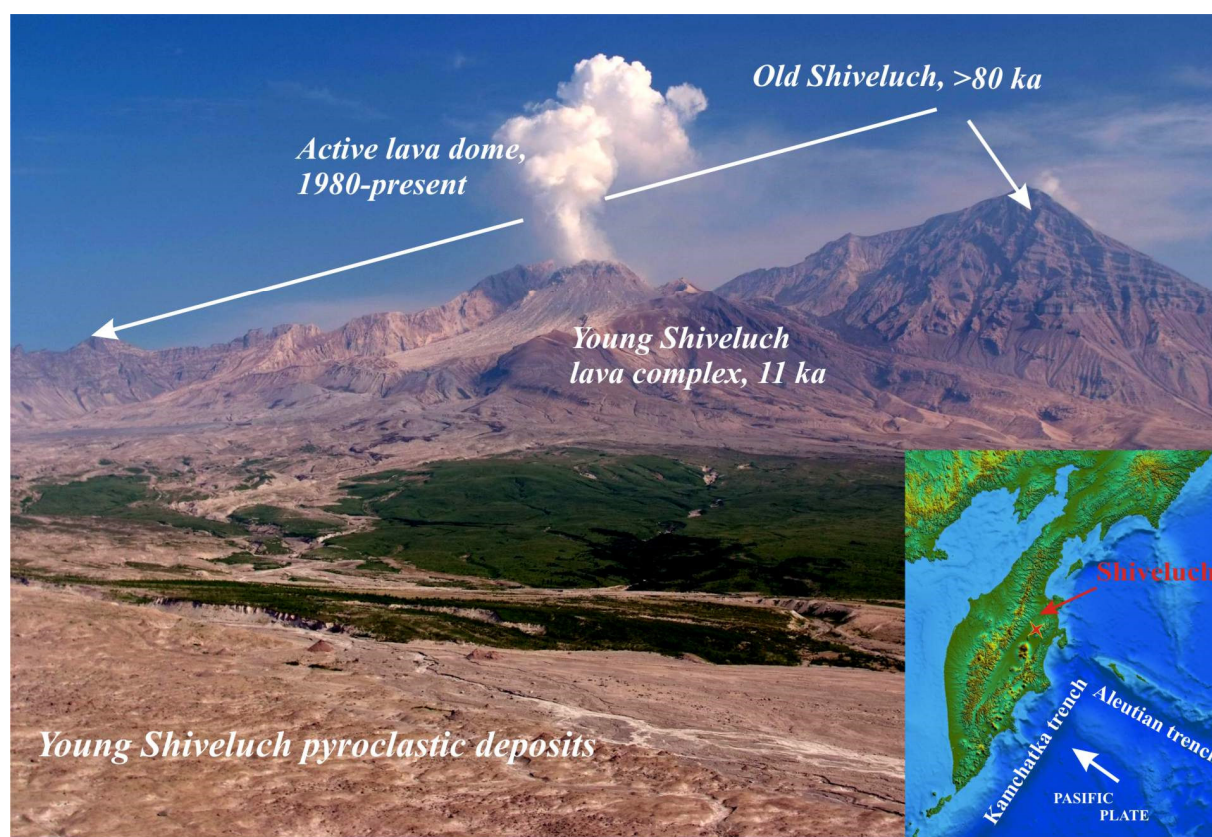 Old Shiveluch, >80 ka
Active lava dome,
1980-present
Young Shiveluch
lava complex, 11 ka
Shiveluch
Kamchatka trench
Aleutian trench
PASIFIC
PLATE
Young Shiveluch pyroclastic deposits